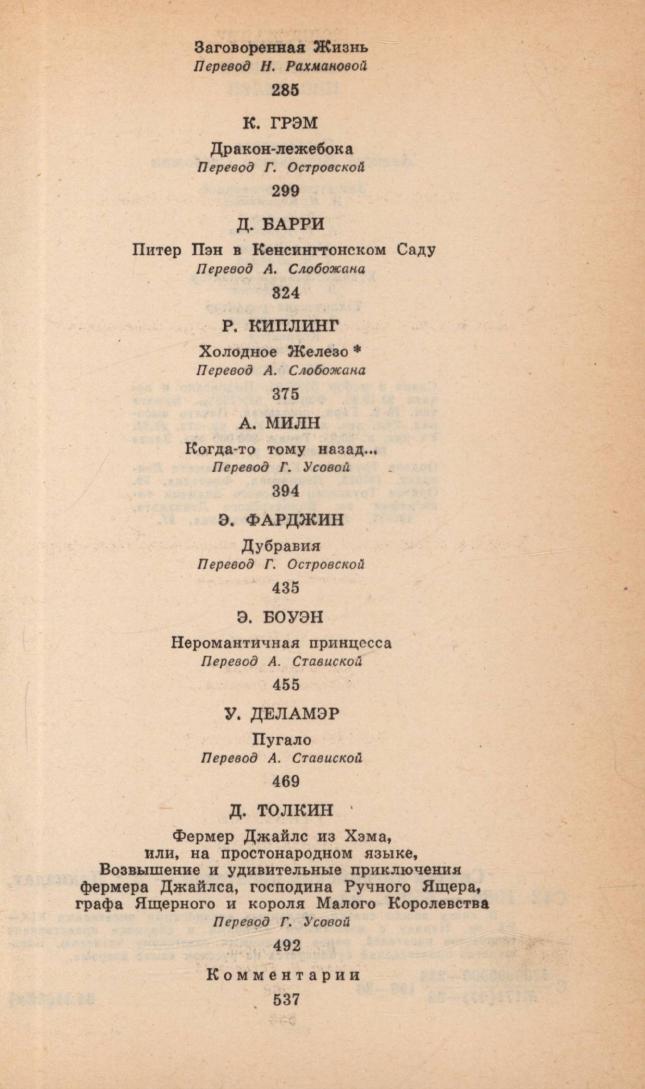 Заговоренная Жизнь
Перевод Н. Рахмановой
285
К. ГРЭМ
Дракон-лежебока
Перевод Г. Островской
299
Д. БАРРИ
Питер Пэн в Кенсингтонском Саду
Перевод А. Слобожана
324
Р. КИПЛИНГ
Холодное Железо *
Перевод А. Слобожана
375
А. МИЛН
Когда-то тому назад...
Перевод Г. Усовой
394
Э. ФАРДЖИН
Дубравия
Перевод Г. Островской
435
Э. БОУЭН
Неромантичная принцесса
Перевод А. Ставиской
455
У. ДЕЛАМЭР
Пугало
Перевод А. Ставиской
469
Д. ТОЛКИН
Фермер Джайлс из Хэма,
или, на простонародном языке,
Возвышение и удивительные приключения
фермера Джайлса, господина Ручного Ящера,
графа Ящерного и короля Малого Королевства
Перевод Г. Усовой
492
Комментарии
537